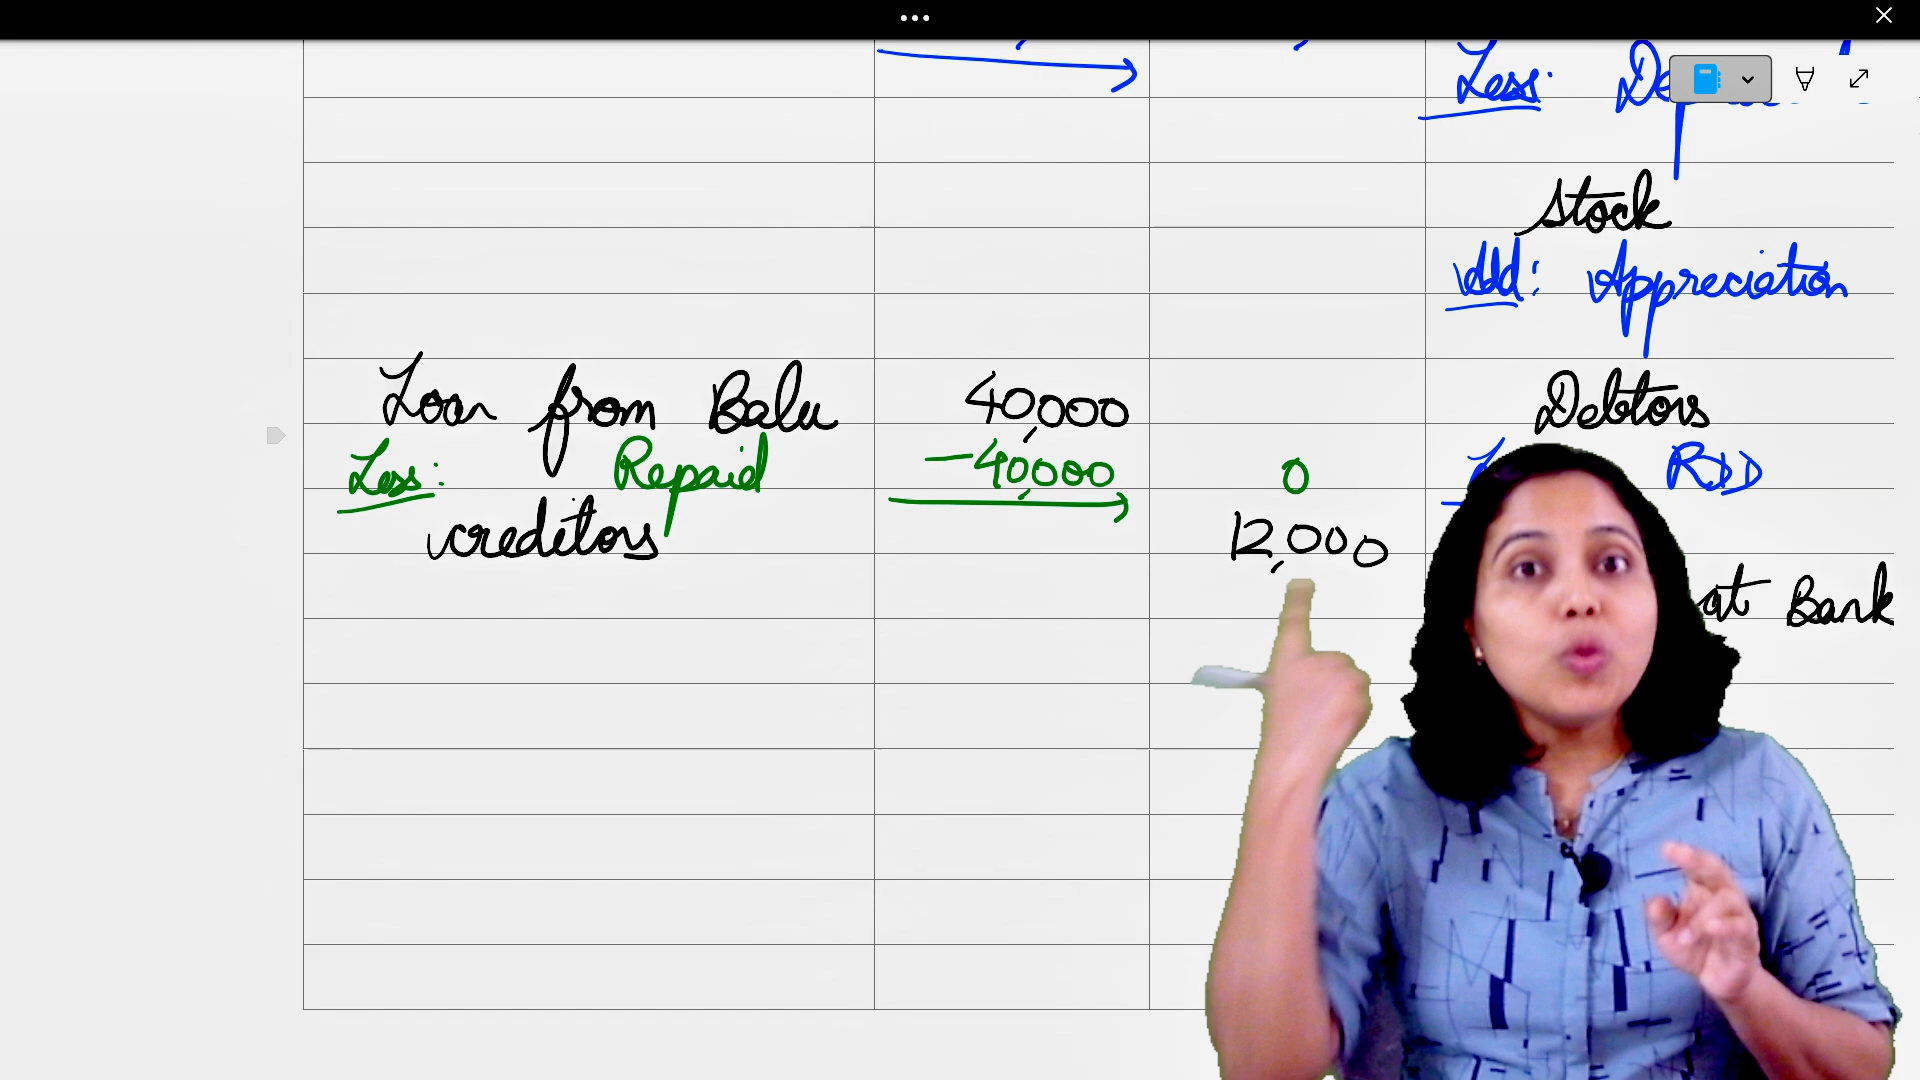 Less:
Stock
Add: Appreciation
Loan from Balu 40,000 Debtors
Less: Repaid -40,000 0 RDD
creditors 12,000
at Bank